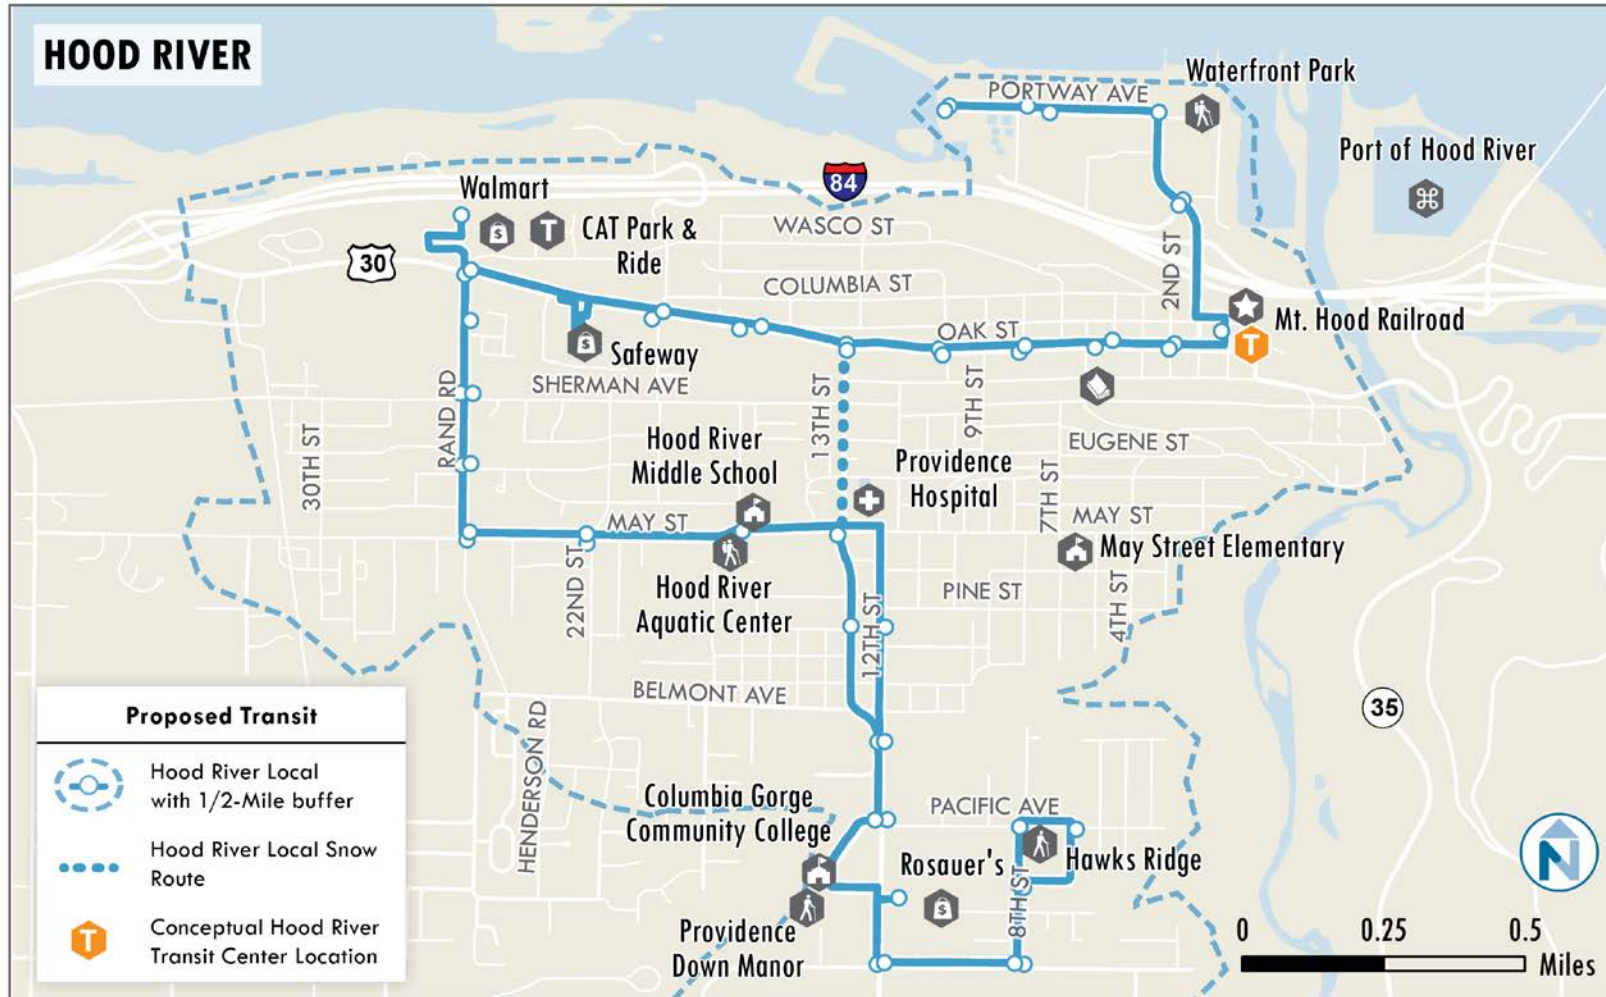 HOOD RIVER
Waterfront Park
PORTWAY AVE
Port of Hood River
84
Walmart
CAT Park &
Ride
T
$
WASCO ST
30
COLUMBIA ST
2ND ST
OAK ST
Mt. Hood Railroad
T
$
Safeway
SHERMAN AVE
RAND RD
30TH ST
13TH ST
9TH ST
EUGENE ST
Hood River
Middle School
Providence
Hospital
7TH ST
MAY ST
MAY ST
May Street Elementary
22ND ST
Hood River
Aquatic Center
PINE ST
4TH ST
12TH ST
BELMONT AVE
35
HENDERSON RD
Columbia Gorge
Community College
PACIFIC AVE
Rosauer's
$
Hawks Ridge
8TH ST
Providence
Down Manor
Proposed Transit
Hood River Local
with 1/2-Mile buffer
Hood River Local Snow
Route
T
Conceptual Hood River
Transit Center Location
N
0 0.25 0.5
Miles